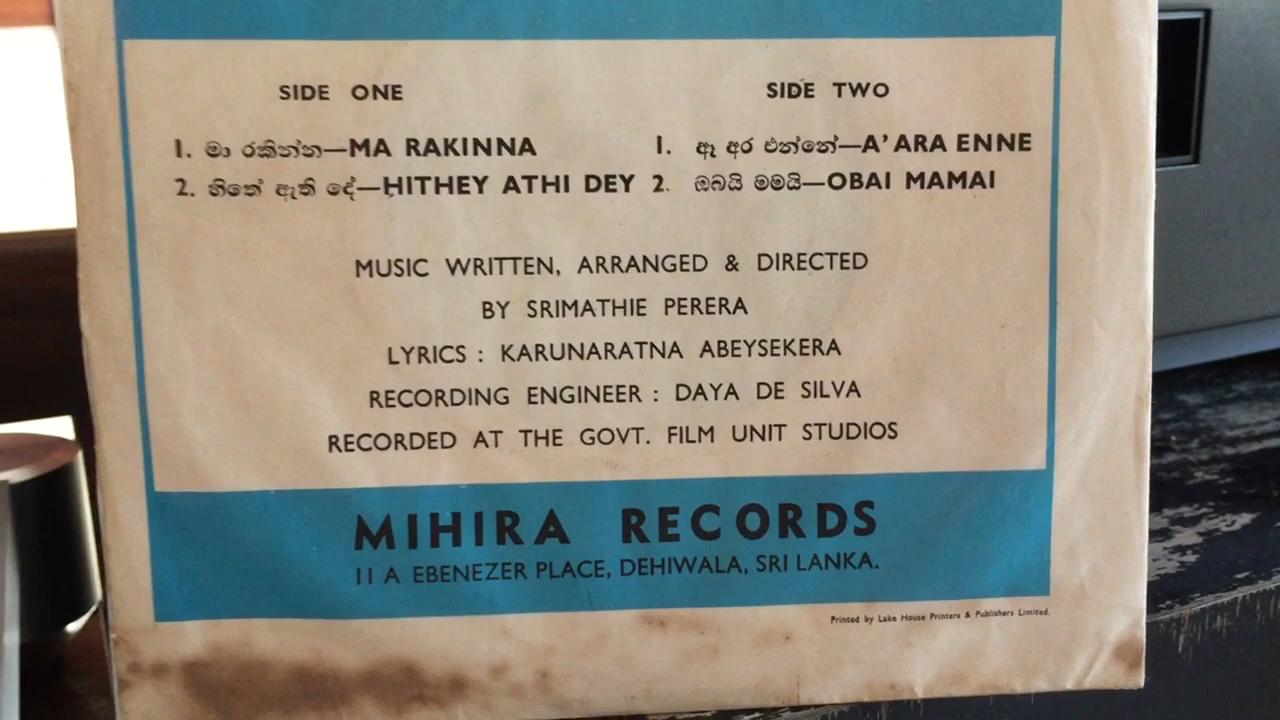 SIDE ONE
1. මා රකින්න—MA RAKINNA
2. හිතේ ඇති දේ—HITHEY ATHI DEY
SIDE TWO
1. ඈ අර එන්නේ—A'ARA ENNE
2. ඔබයි මමයි—OBAI MAMAI
MUSIC WRITTEN, ARRANGED & DIRECTED
BY SRIMATHIE PERERA
LYRICS : KARUNARATNA ABEYSEKERA
RECORDING ENGINEER : DAYA DE SILVA
RECORDED AT THE GOVT. FILM UNIT STUDIOS
MIHIRA RECORDS
11 A EBENEZER PLACE, DEHIWALA, SRI LANKA.
Printed by Lake House Printers & Publishers Limited.